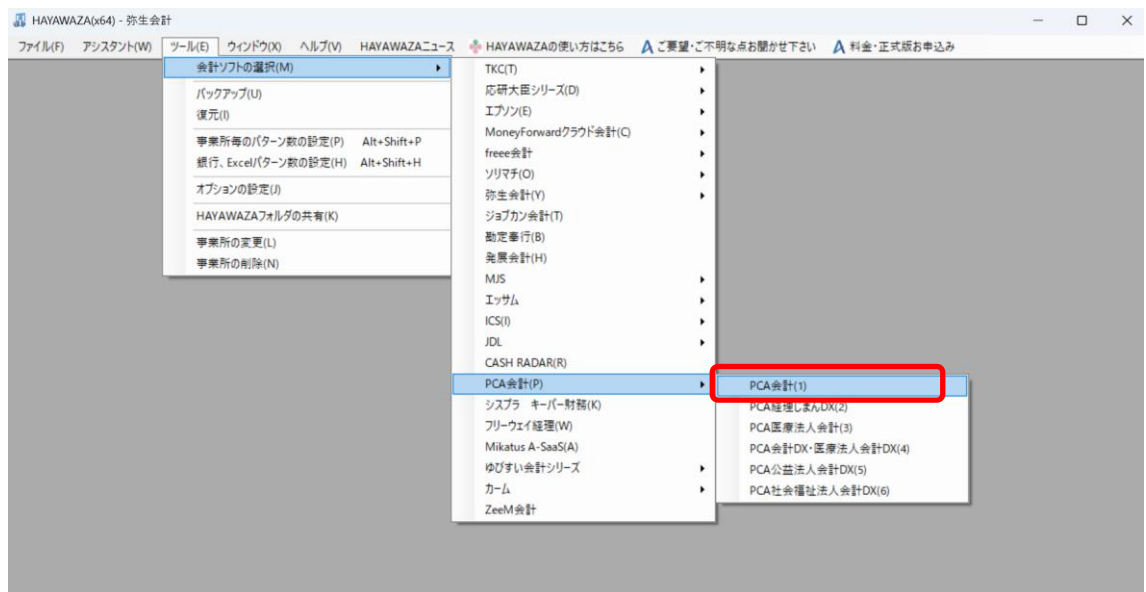 HAYAWAZA(x64) - 弥生会計
ファイル(F) アシスタント(W) ツール(E) ウィンドウ(X) ヘルプ(V) HAYAWAZAニュース HAYAWAZAの使い方はこちら ご要望・ご不明な点お聞かせ下さい 料金・正式版お申込み
会計ソフトの選択(M)
バックアップ(U)
復元(I)
事業所毎のパターン数の設定(P) Alt+Shift+P
銀行、Excelパターン数の設定(H) Alt+Shift+H
オプションの設定(J)
HAYAWAZAフォルダの共有(K)
事業所の変更(L)
事業所の削除(N)
TKC(T)
応研大臣シリーズ(D)
エプソン(E)
MoneyForwardクラウド会計(C)
freee会計
ソリマチ(O)
弥生会計(Y)
ジョブカン会計(T)
勘定奉行(B)
発展会計(H)
MJS
エッサム
ICS(I)
JDL
CASH RADAR(R)
PCA会計(P)
シスプラ キーパー財務(K)
フリーウェイ経理(W)
Mikatus A-SaaS(A)
ゆびすい会計シリーズ
カーム
ZeeM会計
PCA会計(1)
PCA経理じまんDX(2)
PCA医療法人会計(3)
PCA会計DX・医療法人会計DX(4)
PCA公益法人会計DX(5)
PCA社会福祉法人会計DX(6)